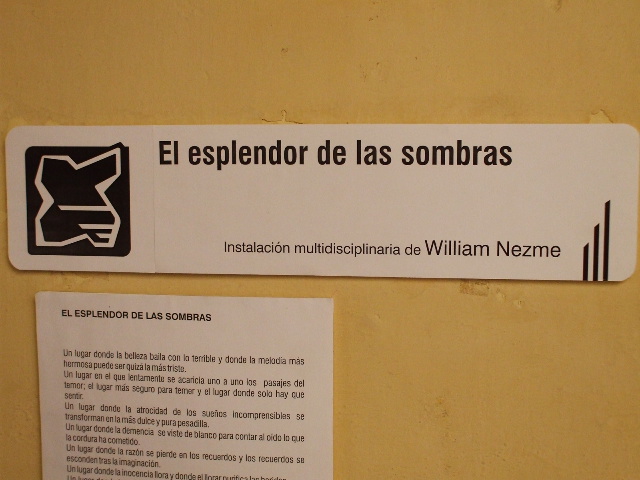 El esplendor de las sombras
Instalación multidisciplinaria de William Nezme
EL ESPLENDOR DE LAS SOMBRAS
Un lugar donde la belleza baila con lo terrible y donde la melodía más
hermosa puede ser quizá la más triste.
Un lugar en el que lentamente se acaricia uno a uno los pasajes del
temor; el lugar más seguro para temer y el lugar donde solo hay que
sentir.
Un lugar donde la atrocidad de los sueños incomprensibles se
transforman en la más dulce y pura pesadilla.
Un lugar donde la demencia se viste de blanco para contar al oído lo que
la cordura ha cometido.
Un lugar donde la razón se pierde en los recuerdos y los recuerdos se
esconden tras la imaginación.
Un lugar donde la inocencia llora y donde el llorar purifica las heridas